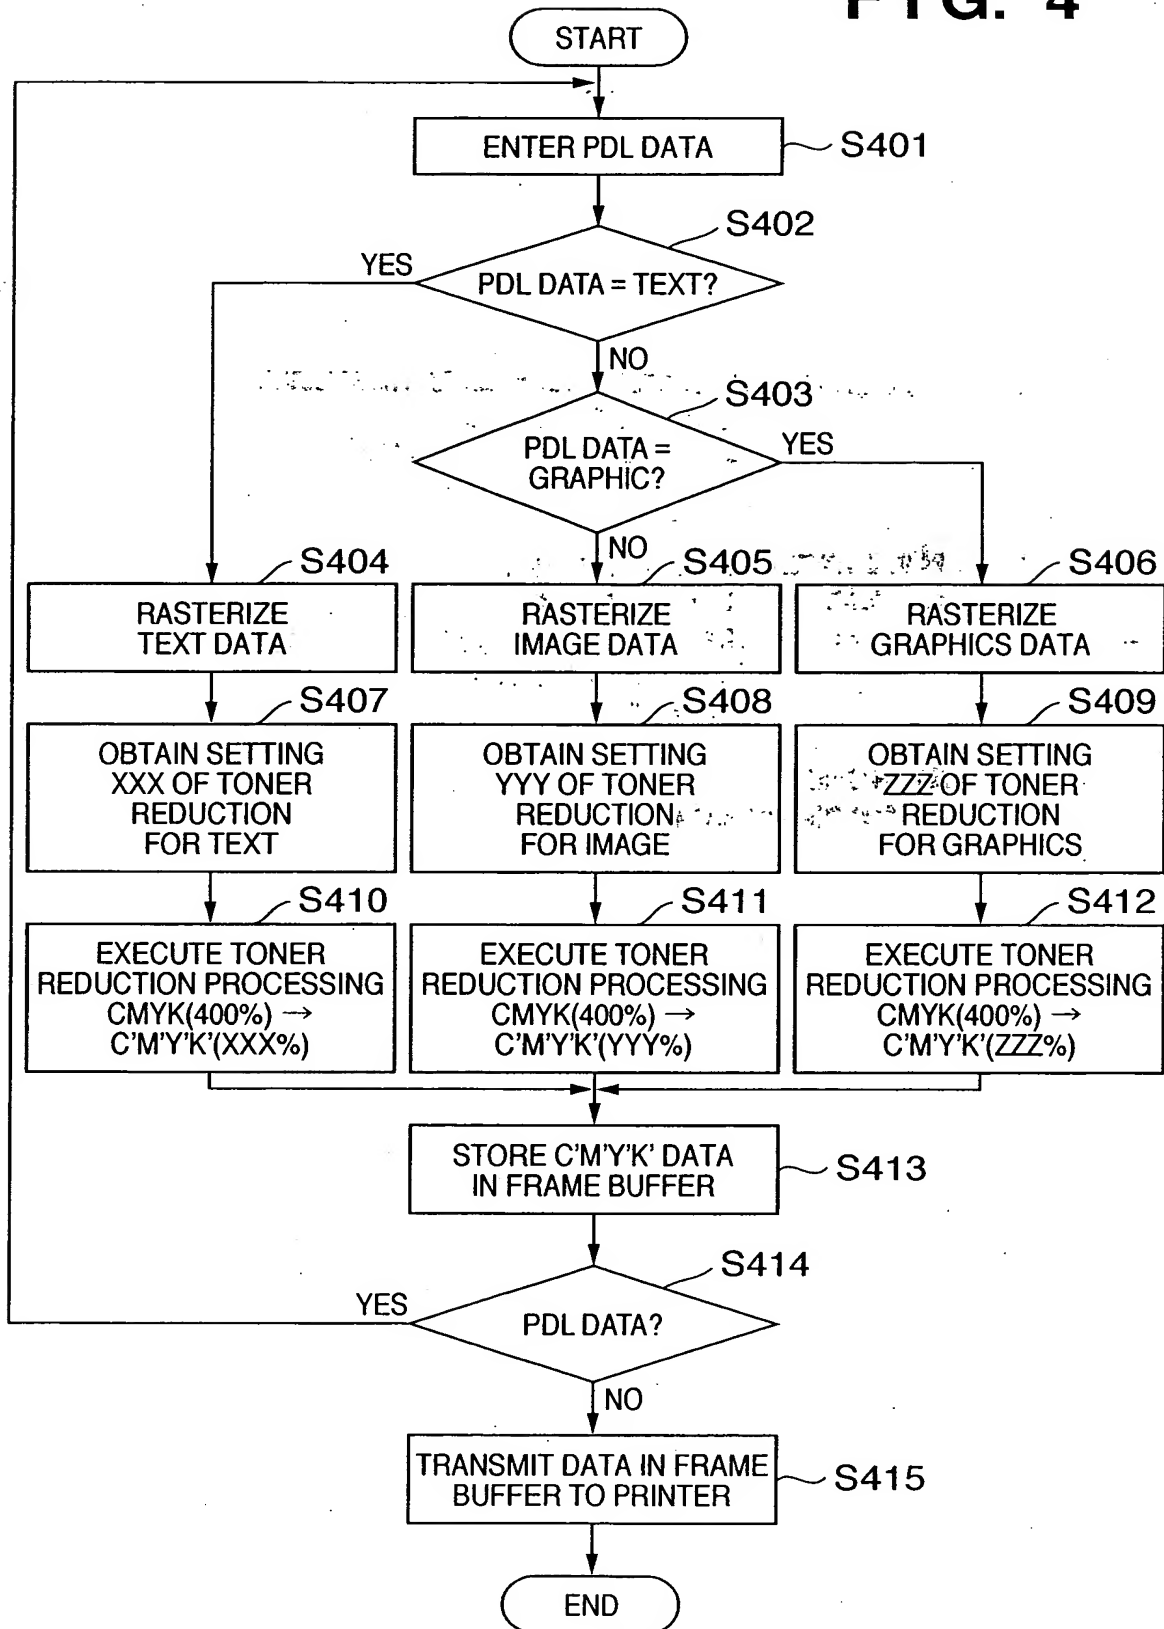 FIG. 4
START
ENTER PDL DATA
S401
S402
PDL DATA = TEXT?
YES
NO
S403
PDL DATA =
GRAPHIC?
YES
NO
S404
RASTERIZE
TEXT DATA
S405
RASTERIZE
IMAGE DATA
S406
RASTERIZE
GRAPHICS DATA
S407
OBTAIN SETTING
XXX OF TONER
REDUCTION
FOR TEXT
S408
OBTAIN SETTING
YYY OF TONER
REDUCTION
FOR IMAGE
S409
OBTAIN SETTING
ZZZ OF TONER
REDUCTION
FOR GRAPHICS
S410
EXECUTE TONER
REDUCTION PROCESSING
CMYK(400%) →
C'M'Y'K'(XXX%)
S411
EXECUTE TONER
REDUCTION PROCESSING
CMYK(400%) →
C'M'Y'K'(YYY%)
S412
EXECUTE TONER
REDUCTION PROCESSING
CMYK(400%) →
C'M'Y'K'(ZZZ%)
STORE C'M'Y'K' DATA
IN FRAME BUFFER
S413
S414
PDL DATA?
YES
NO
TRANSMIT DATA IN FRAME
BUFFER TO PRINTER
S415
END